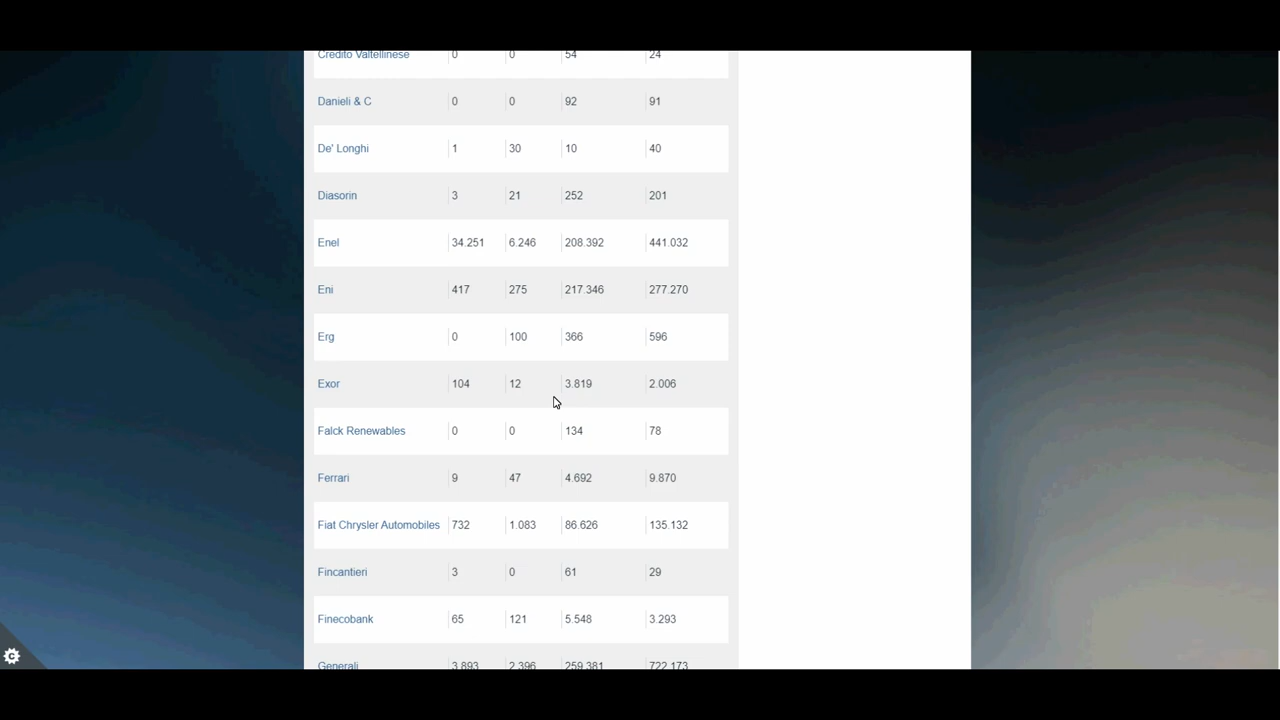 Credito Valtellinese 0 0 54 24
Danieli & C 0 0 92 91
De' Longhi 1 30 10 40
Diasorin 3 21 252 201
Enel 34.251 6.246 208.392 441.032
Eni 417 275 217.346 277.270
Erg 0 100 366 596
Exor 104 12 3.819 2.006
Falck Renewables 0 0 134 78
Ferrari 9 47 4.692 9.870
Fiat Chrysler Automobiles 732 1.083 86.626 135.132
Fincantieri 3 0 61 29
Finecobank 65 121 5.548 3.293
Generali 3.893 2.396 259.381 722.173